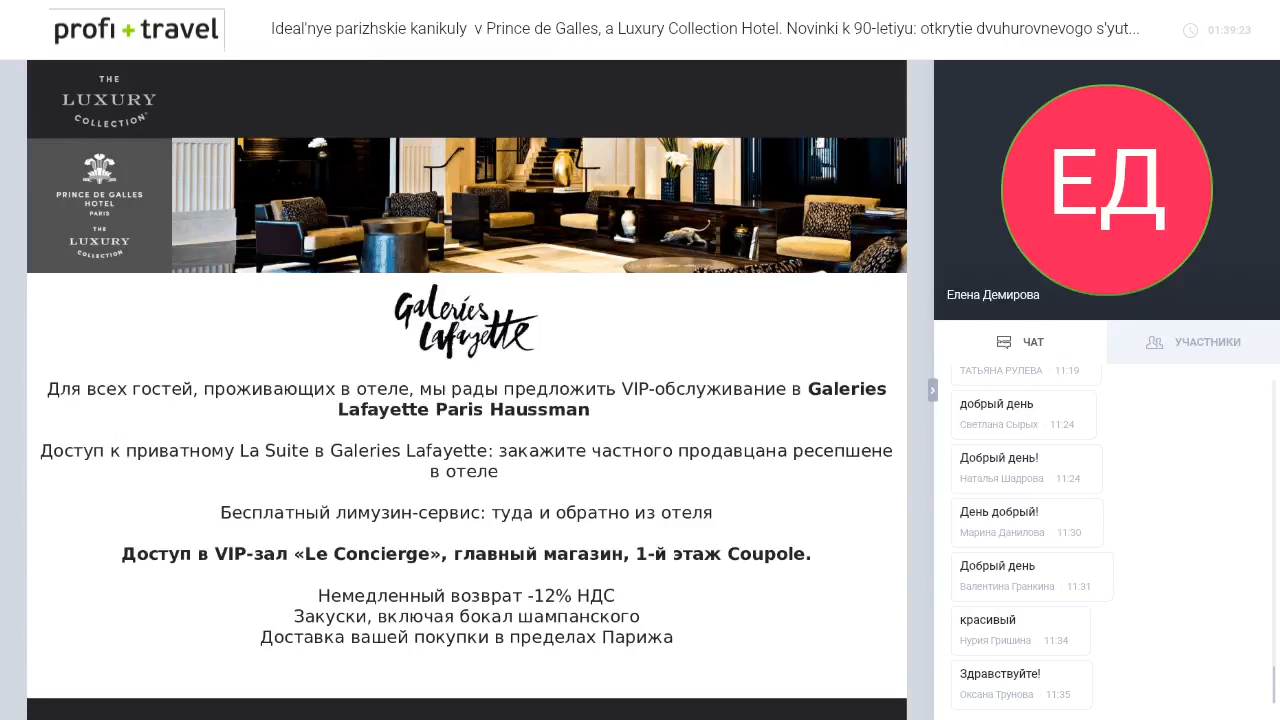 profi+travel
Ideal'nye parizhskie kanikuly v Prince de Galles, a Luxury Collection Hotel. Novinki k 90-letiyu: otkrytie dvuhurovnevogo s'yut...
01:39:23
THE
LUXURY
COLLECTION
PRINCE DE GALLES
HOTEL
PARIS
THE
LUXURY
COLLECTION
Galeries
Lafayette
Для всех гостей, проживающих в отеле, мы рады предложить VIP-обслуживание в Galeries
Lafayette Paris Haussman
Доступ к приватному La Suite в Galeries Lafayette: закажите частного продавцана ресепшене
в отеле
Бесплатный лимузин-сервис: туда и обратно из отеля
Доступ в VIP-зал «Le Concierge», главный магазин, 1-й этаж Coupole.
Немедленный возврат -12% НДС
Закуски, включая бокал шампанского
Доставка вашей покупки в пределах Парижа
ЕД
Елена Демирова
ЧАТ
УЧАСТНИКИ
ТАТЬЯНА РУЛЕВА 11:19
добрый день
Светлана Сырых 11:24
Добрый день!
Наталья Шадрова 11:24
День добрый!
Марина Данилова 11:30
Добрый день
Валентина Гранкина 11:31
красивый
Нурия Гришина 11:34
Здравствуйте!
Оксана Трунова 11:35